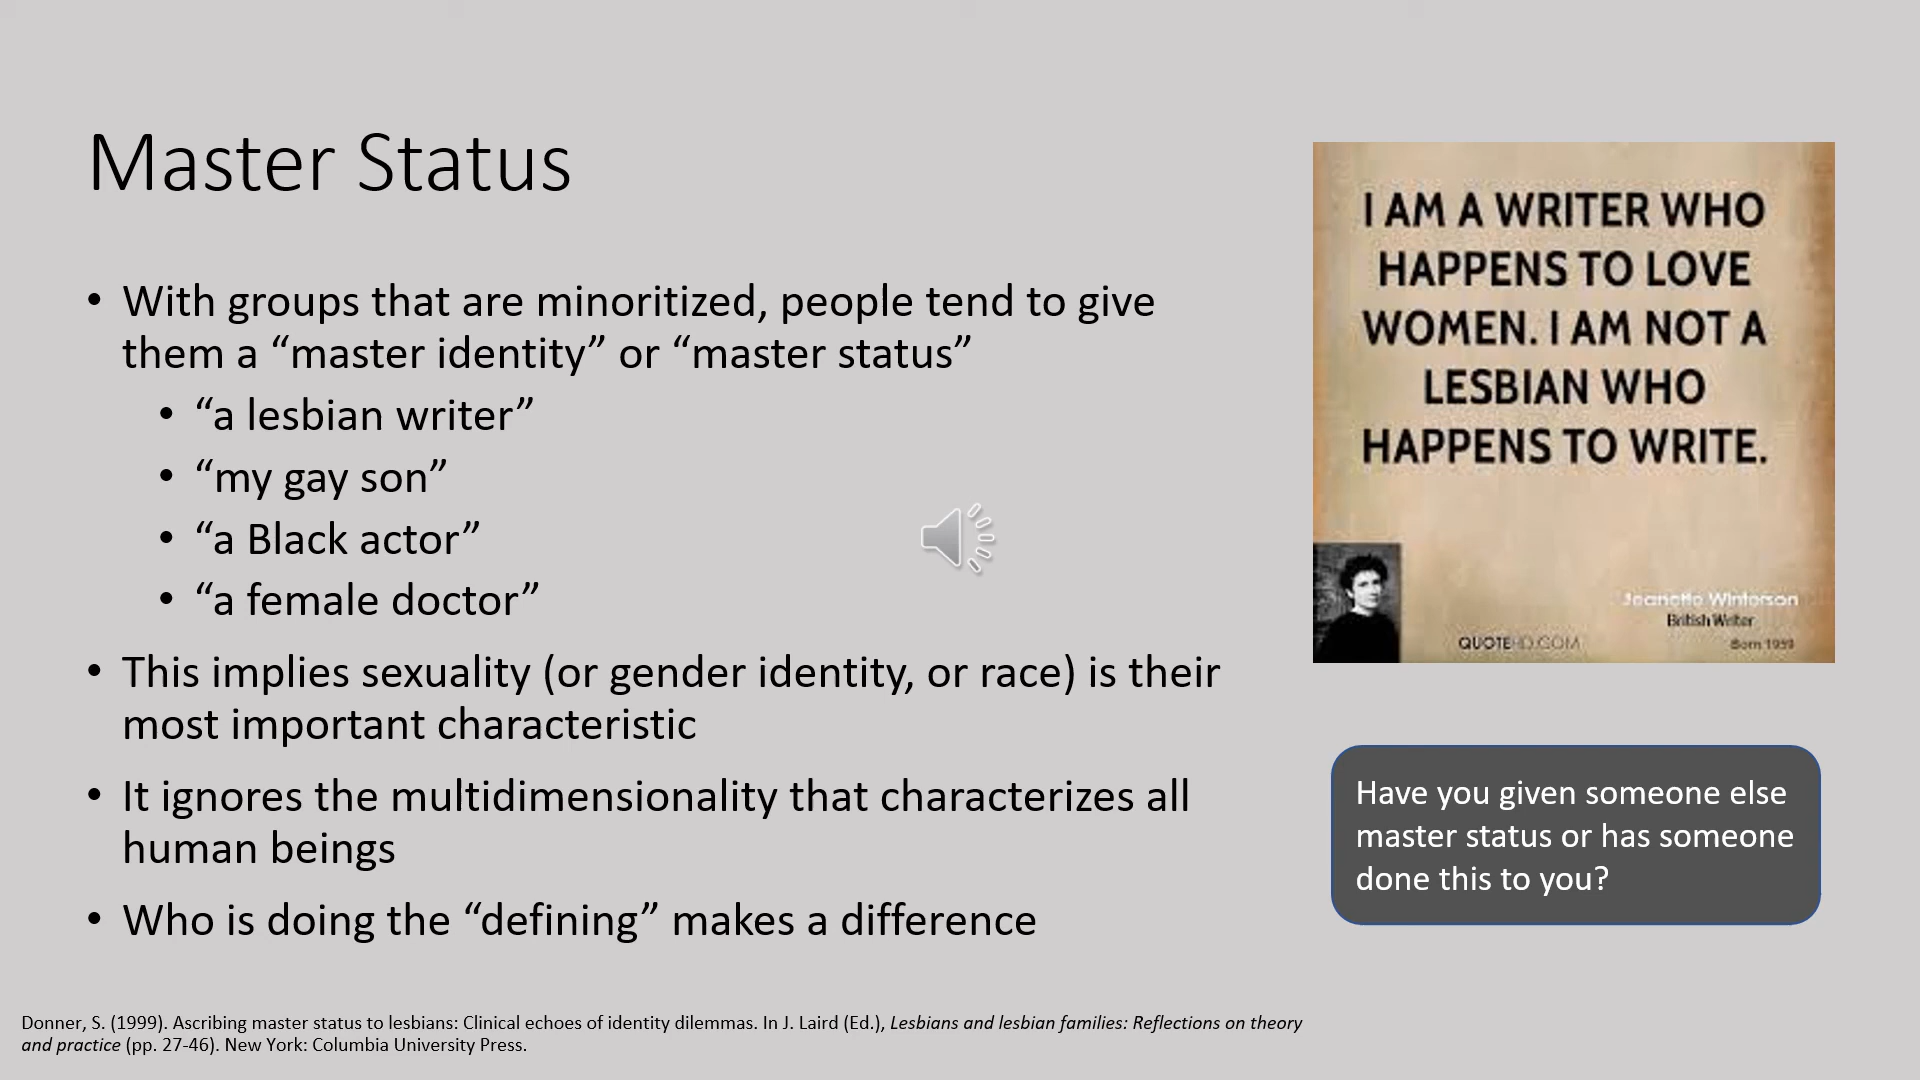 Master Status
• With groups that are minoritized, people tend to give
them a “master identity” or “master status”
• “a lesbian writer”
• “my gay son”
• “a Black actor”
• “a female doctor”
• This implies sexuality (or gender identity, or race) is their
most important characteristic
• It ignores the multidimensionality that characterizes all
human beings
• Who is doing the “defining” makes a difference
I AM A WRITER WHO
HAPPENS TO LOVE
WOMEN. I AM NOT A
LESBIAN WHO
HAPPENS TO WRITE.
Jeanette Winterson
British Writer
Born 1959
QUOTEHD.COM
Have you given someone else
master status or has someone
done this to you?
Donner, S. (1999). Ascribing master status to lesbians: Clinical echoes of identity dilemmas. In J. Laird (Ed.), Lesbians and lesbian families: Reflections on theory
and practice (pp. 27-46). New York: Columbia University Press.